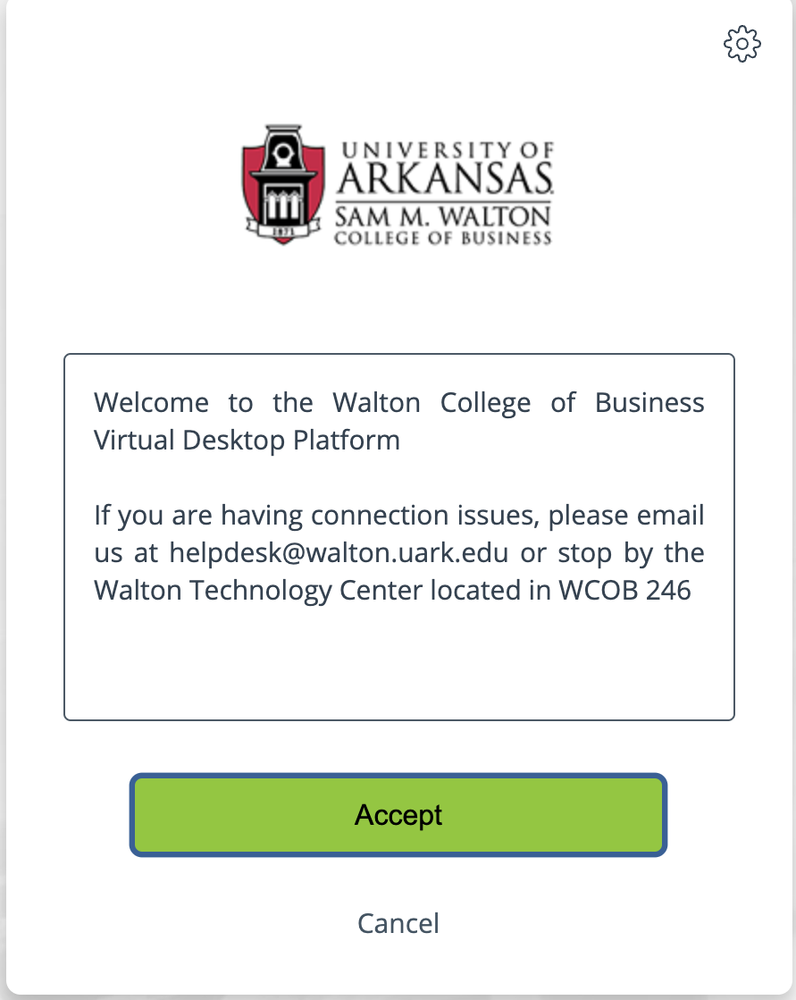 UNIVERSITY OF
ARKANSAS
SAM M. WALTON
COLLEGE OF BUSINESS
1871
Welcome to the Walton College of Business
Virtual Desktop Platform
If you are having connection issues, please email
us at helpdesk@walton.uark.edu or stop by the
Walton Technology Center located in WCOB 246
Accept
Cancel